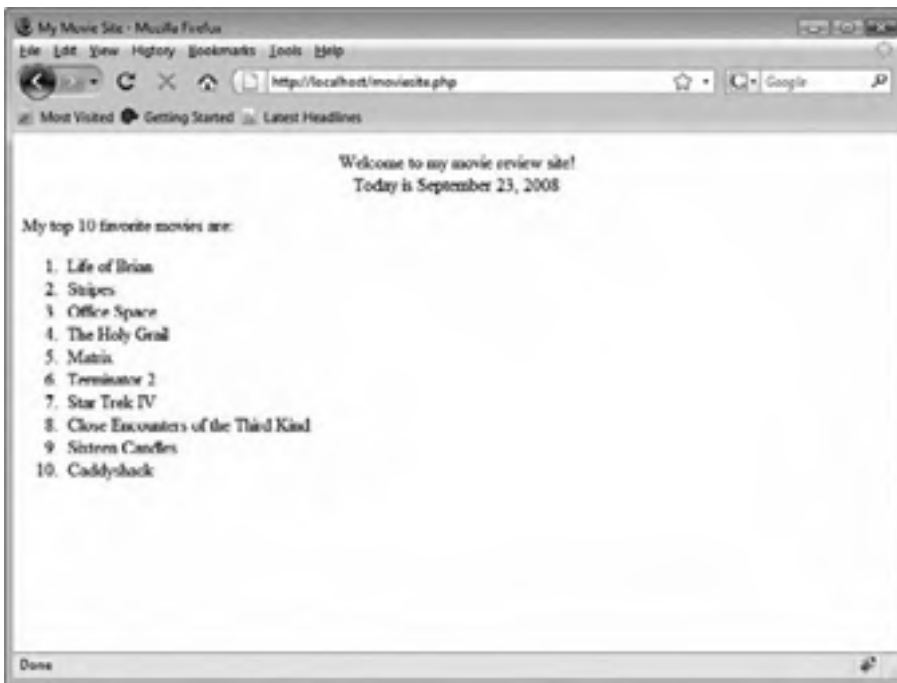 My Movie Site - Mozilla Firefox
File Edit View History Bookmarks Tools Help
http://localhost/moviesite.php
Google
Most Visited Getting Started Latest Headlines
Welcome to my movie review site!
Today is September 23, 2008
My top 10 favorite movies are:
1. Life of Brian
2. Stripes
3. Office Space
4. The Holy Grail
5. Matrix
6. Terminator 2
7. Star Trek IV
8. Close Encounters of the Third Kind
9. Sixteen Candles
10. Caddyshack
Done